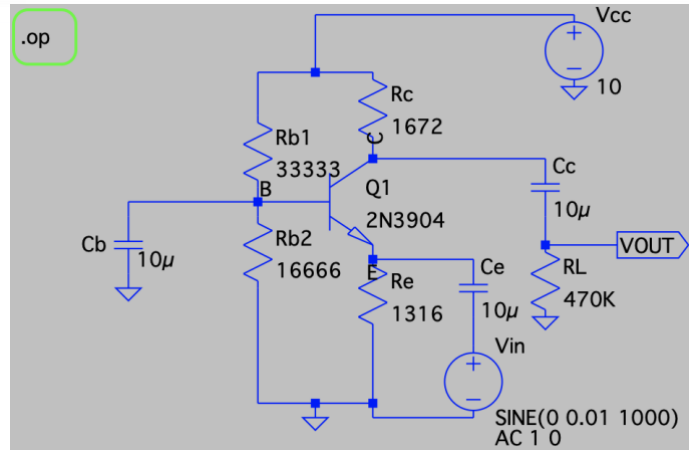 .op
Vcc
10
Rc
1672
C
Rb1
33333
B
Q1
2N3904
Cc
10µ
VOUT
Cb
10µ
Rb2
16666
E
Re
1316
Ce
10µ
RL
470K
Vin
SINE(0 0.01 1000)
AC 1 0